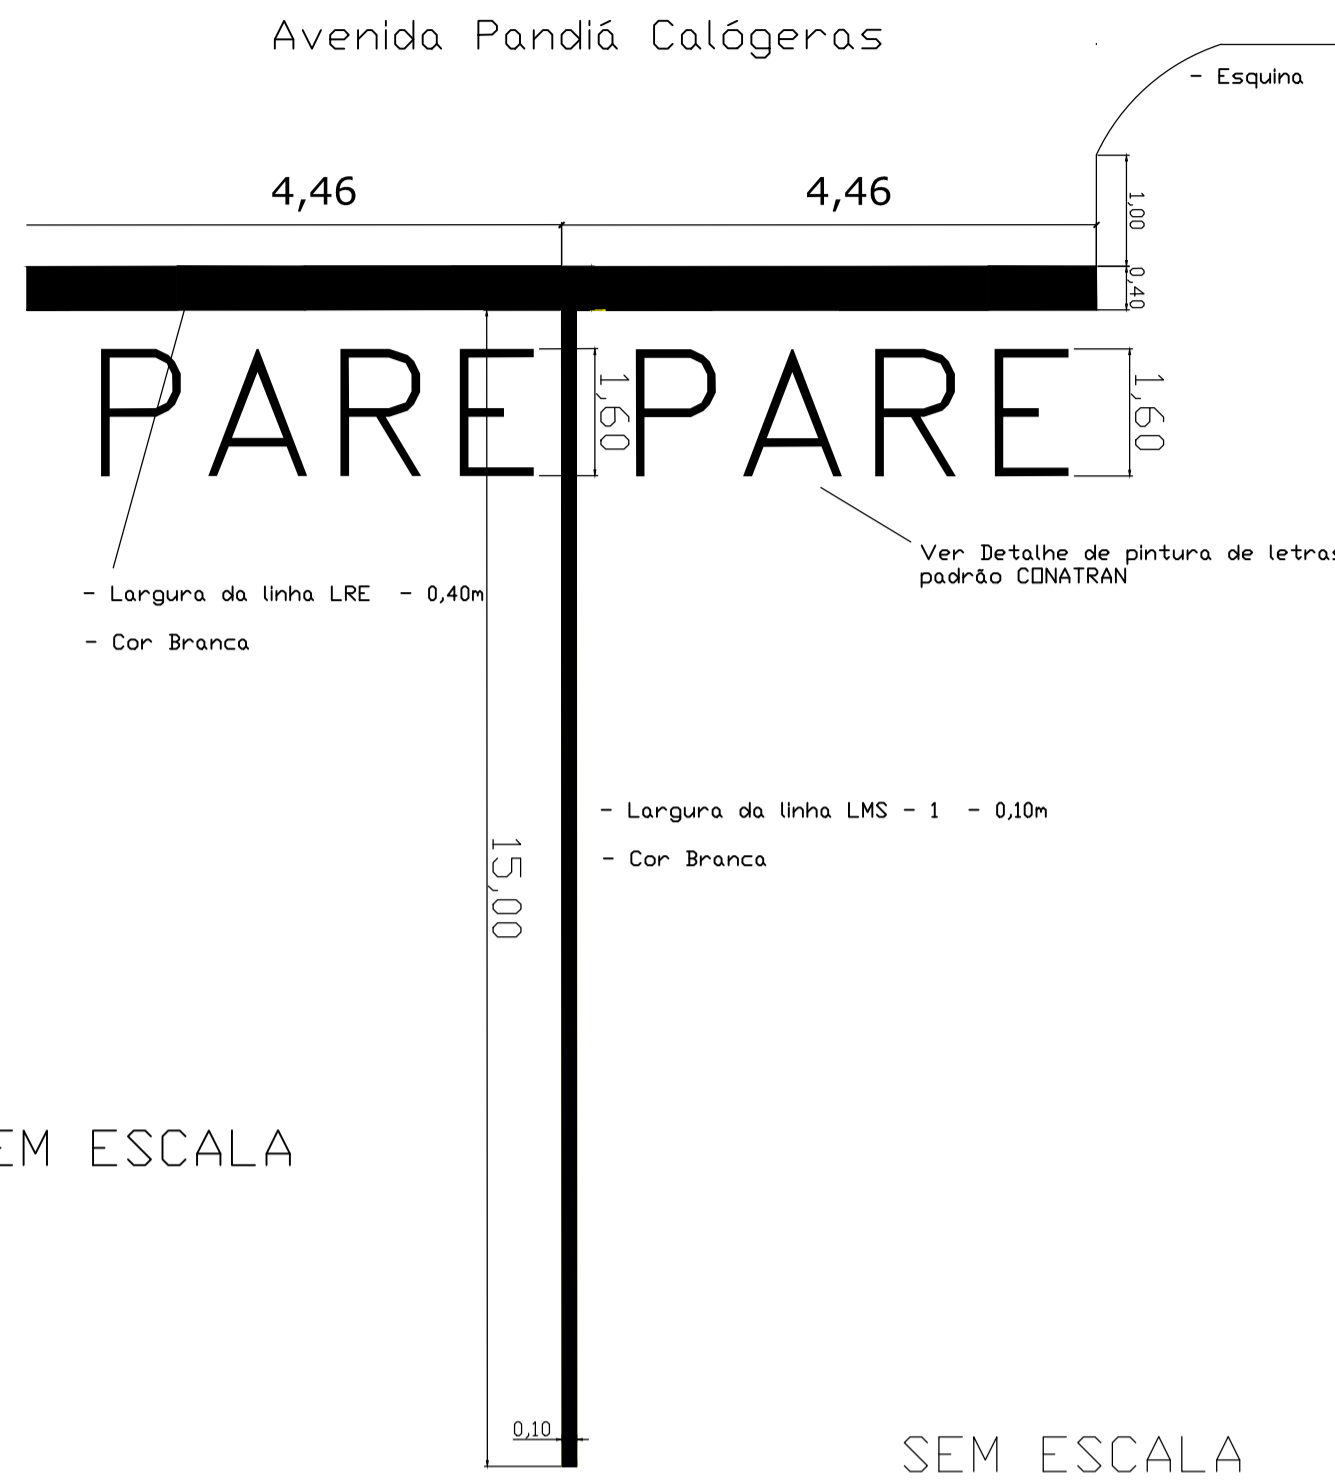 Avenida Pandiá Calógeras
- Esquina
4,46
4,46
1,00
0,40
PARE
PARE
1,60
1,60
Ver Detalhe de pintura de letras
padrão CONATRAN
- Largura da linha LRE - 0,40m
- Cor Branca
- Largura da linha LMS - 1 - 0,10m
- Cor Branca
15,00
EM ESCALA
0,10
SEM ESCALA